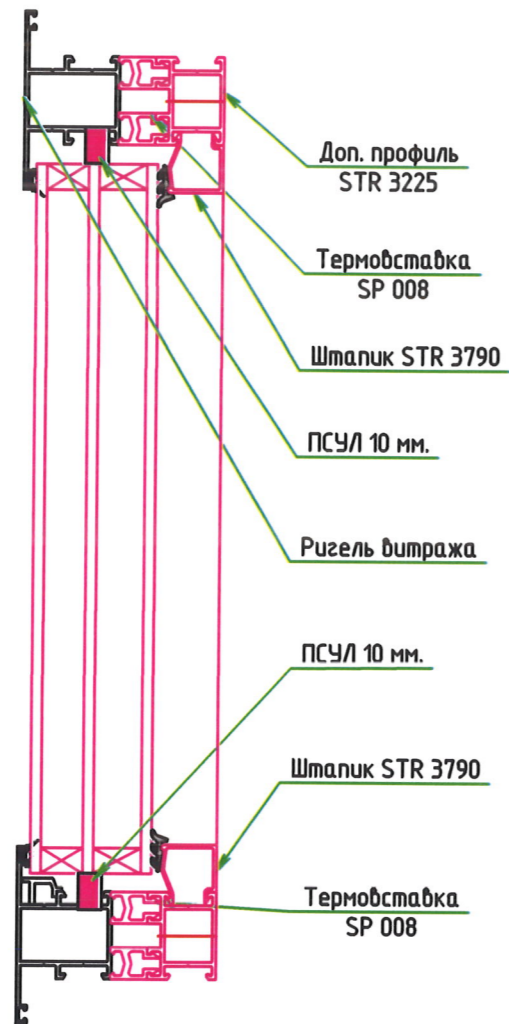 Доп. профиль
STR 3225
Термовставка
SP 008
Штапик STR 3790
ПСУЛ 10 мм.
Ригель витража
ПСУЛ 10 мм.
Штапик STR 3790
Термовставка
SP 008